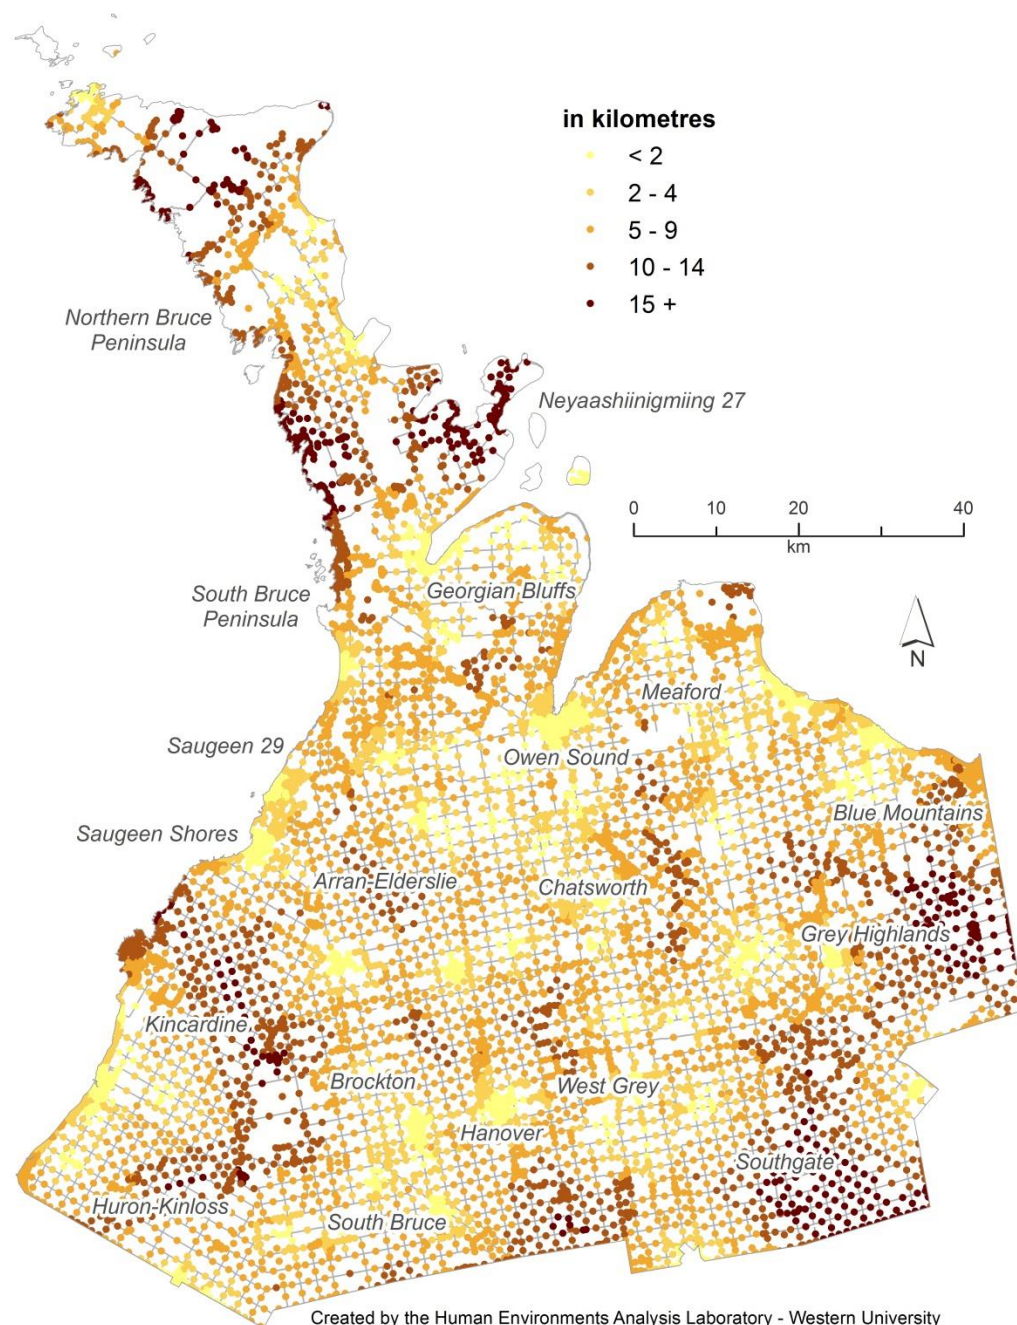 in kilometres
< 2
2 - 4
5 - 9
10 - 14
15 +
Northern Bruce
Peninsula
Neyaashiinigmiing 27
0 10 20 40
km
South Bruce
Peninsula
Georgian Bluffs
N
Meaford
Saugeen 29
Owen Sound
Saugeen Shores
Blue Mountains
Arran-Elderslie
Chatsworth
Grey Highlands
Kincardine
Brockton
West Grey
Hanover
Southgate
Huron-Kinloss
South Bruce
Created by the Human Environments Analysis Laboratory - Western University